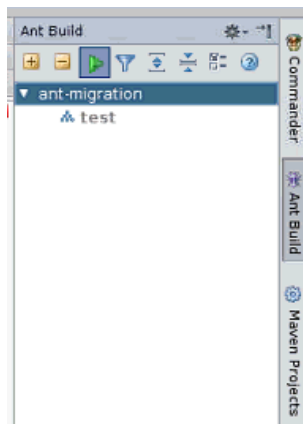 Ant Build
ant-migration
test
Commander
Ant Build
Maven Projects